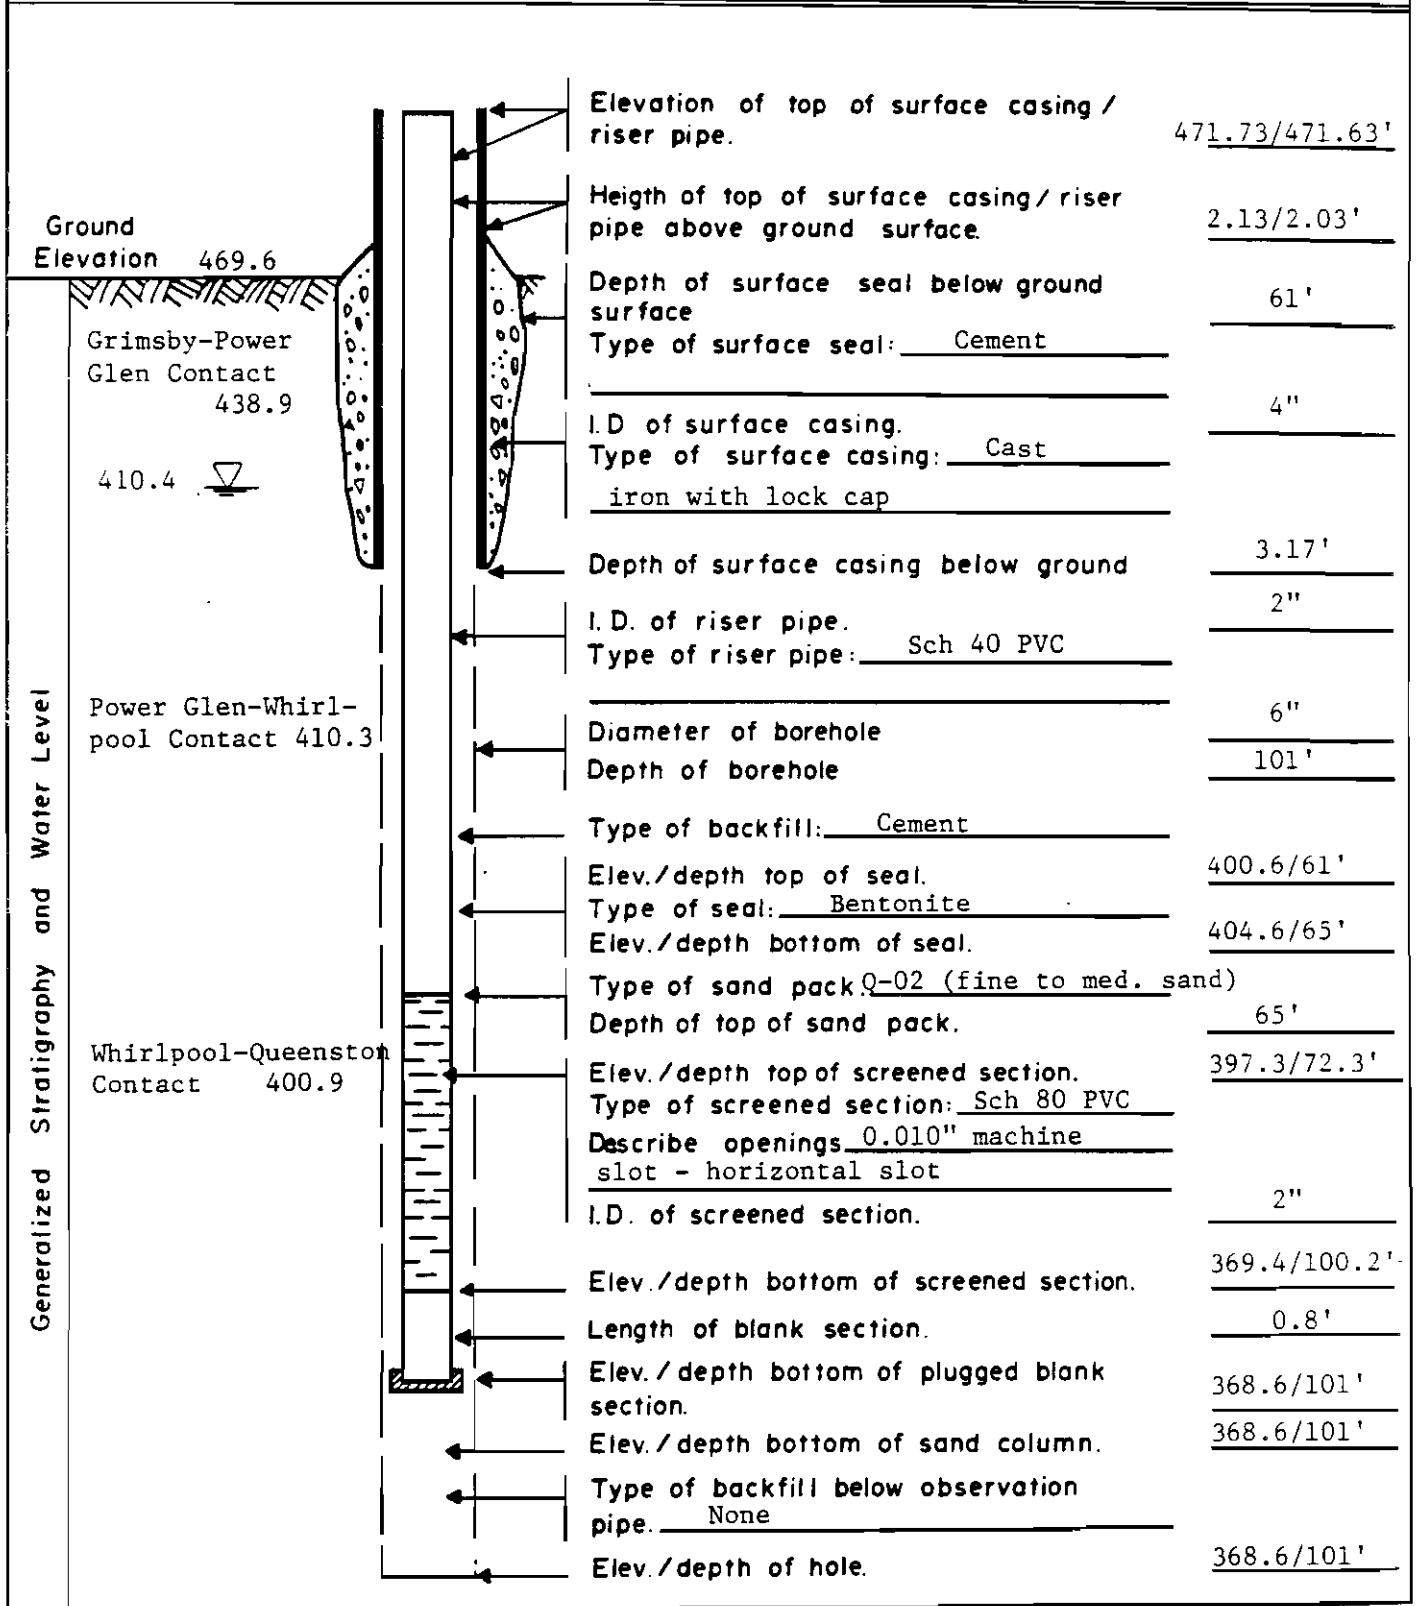 Elevation of top of surface casing /
riser pipe. 471.73/471.63'
Heigth of top of surface casing / riser
pipe above ground surface. 2.13/2.03'
Ground
Elevation 469.6
Depth of surface seal below ground
surface 61'
Type of surface seal: Cement
Grimsby-Power
Glen Contact
438.9
I.D of surface casing. 4"
Type of surface casing: Cast
iron with lock cap
410.4
Depth of surface casing below ground 3.17'
I.D. of riser pipe. 2"
Type of riser pipe: Sch 40 PVC
Power Glen-Whirl-
pool Contact 410.3
Diameter of borehole 6"
Depth of borehole 101'
Type of backfill: Cement
Elev./depth top of seal. 400.6/61'
Type of seal: Bentonite
Elev./depth bottom of seal. 404.6/65'
Type of sand pack. Q-02 (fine to med. sand)
Depth of top of sand pack. 65'
Whirlpool-Queenston
Contact 400.9
Elev./depth top of screened section. 397.3/72.3'
Type of screened section: Sch 80 PVC
Describe openings 0.010" machine
slot - horizontal slot
I.D. of screened section. 2"
Elev./depth bottom of screened section. 369.4/100.2'
Length of blank section. 0.8'
Elev./depth bottom of plugged blank
section. 368.6/101'
Elev./depth bottom of sand column. 368.6/101'
Type of backfill below observation
pipe. None
Elev./depth of hole. 368.6/101'
Generalized Stratigraphy and Water Level